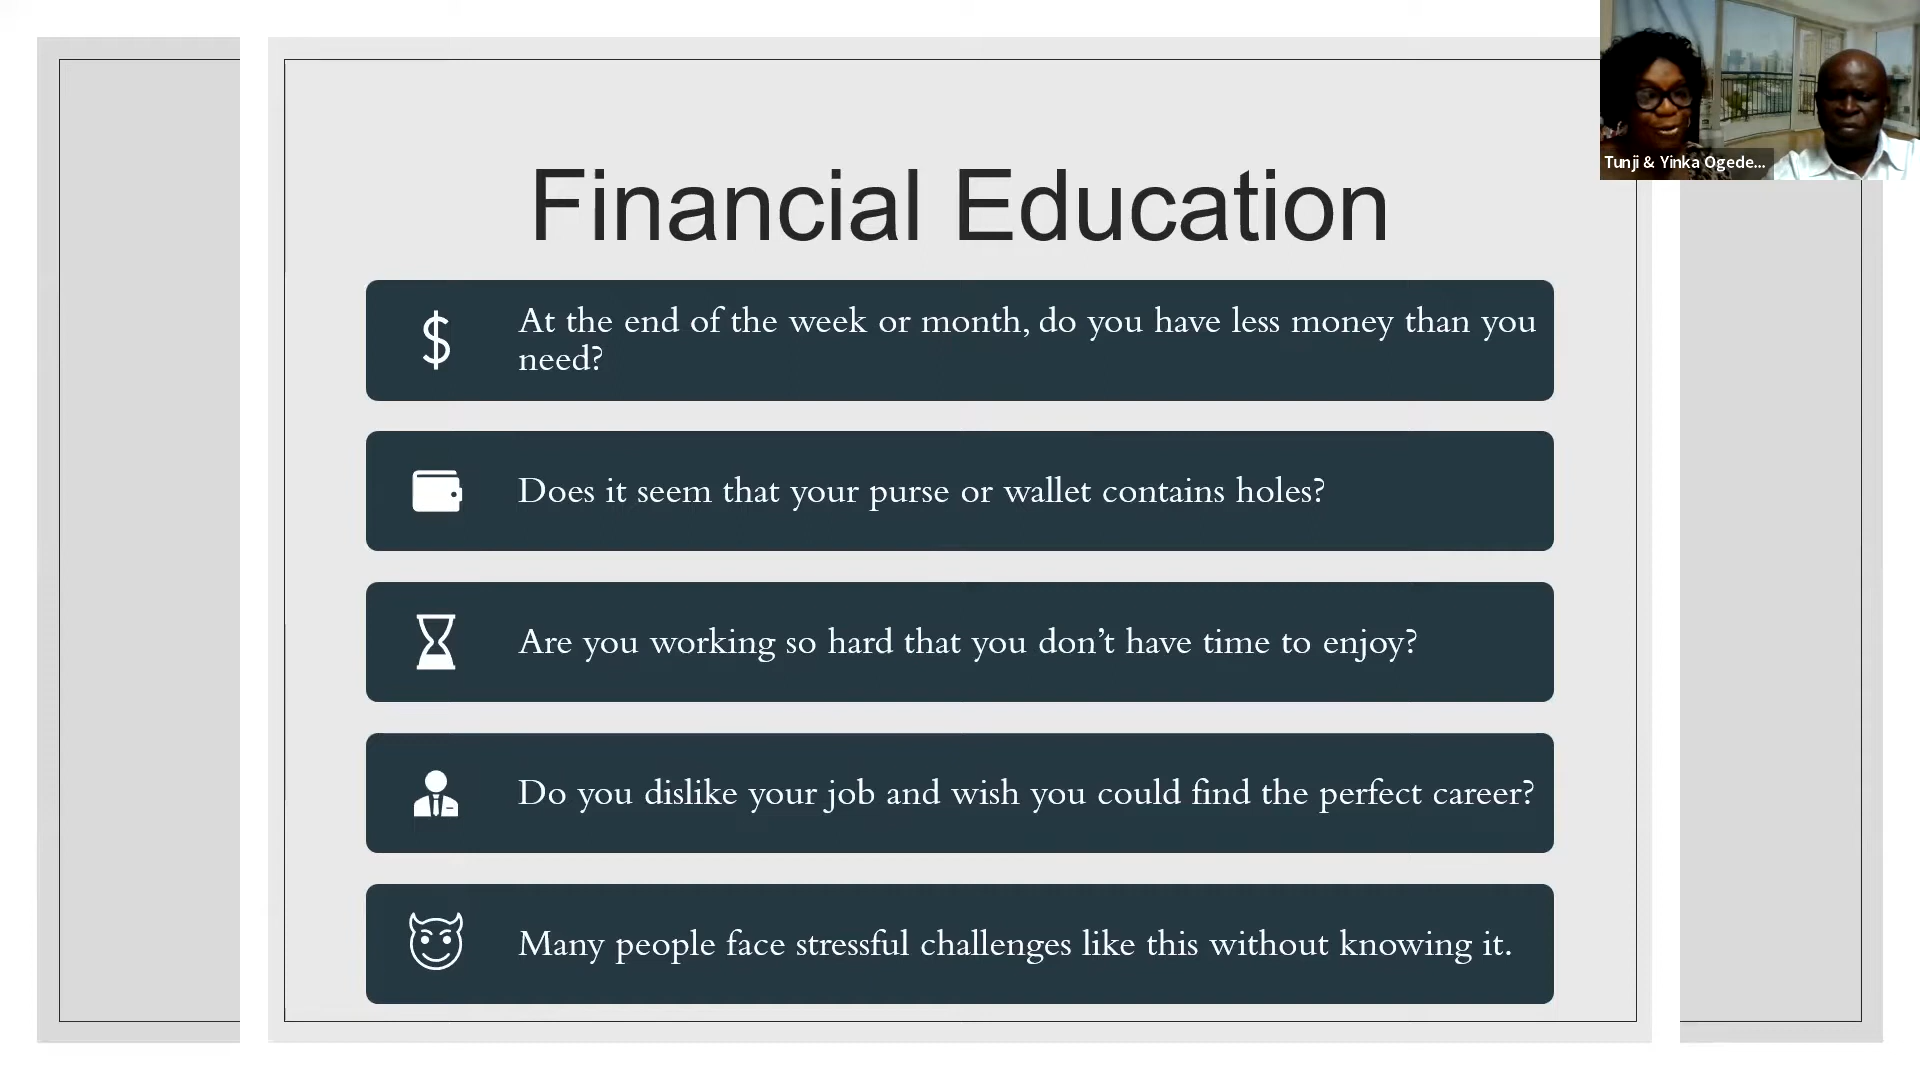 Tunji & Yinka Ogede...
Financial Education
$
At the end of the week or month, do you have less money than you
need?
Does it seem that your purse or wallet contains holes?
Are you working so hard that you don’t have time to enjoy?
Do you dislike your job and wish you could find the perfect career?
Many people face stressful challenges like this without knowing it.